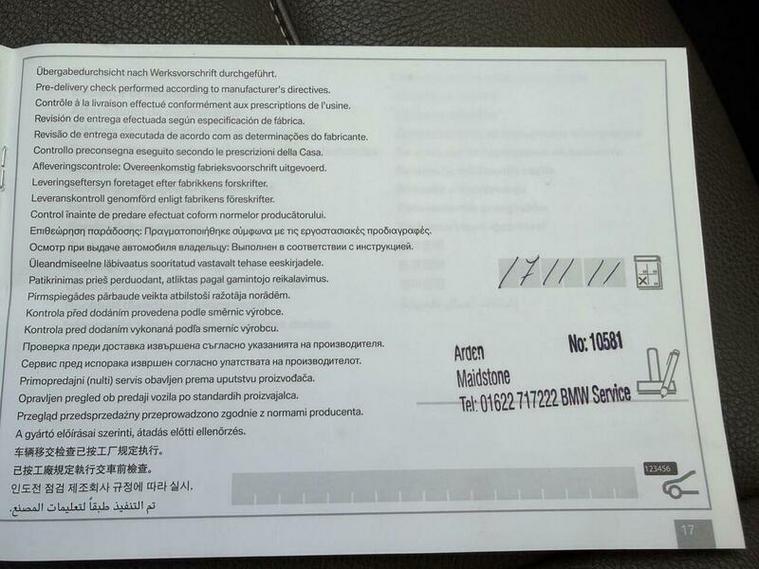 Übergabedurchsicht nach Werksvorschrift durchgeführt.
Pre-delivery check performed according to manufacturer's directives.
Contrôle à la livraison effectué conformément aux prescriptions de l'usine.
Revisión de entrega efectuada según especificación de fábrica.
Revisão de entrega executada de acordo com as determinações do fabricante.
Controllo preconsegna eseguito secondo le prescrizioni della Casa.
Afleveringscontrole: Overeenkomstig fabrieksvoorschrift uitgevoerd.
Leveringseftersyn foretaget efter fabrikkens forskrifter.
Leveranskontroll genomförd enligt fabrikens föreskrifter.
Control înainte de predare efectuat coform normelor producătorului.
Επιθεώρηση παράδοσης: Πραγματοποιήθηκε σύμφωνα με τις εργοστασιακές προδιαγραφές.
Осмотр при выдаче автомобиля владельцу: Выполнен в соответствии с инструкцией.
Üleandmiseelne läbivaatus sooritatud vastavalt tehase eeskirjadele.
Patikrinimas prieš perduodant, atliktas pagal gamintojo reikalavimus.
Pirmspiegādes pārbaude veikta atbilstoši ražotāja norādēm.
Kontrola před dodáním provedena podle směrnic výrobce.
Kontrola pred dodaním vykonaná podľa smerníc výrobcu.
Проверка преди доставка извършена съгласно указанията на производителя.
Сервис пред испорака извршен согласно упатствата на производителот.
Primopredajni (nulti) servis obavljen prema uputstvu proizvođača.
Opravljen pregled ob predaji vozila po standardih proizvajalca.
Przegląd przedsprzedażny przeprowadzono zgodnie z normami producenta.
A gyártó előírásai szerinti, átadás előtti ellenőrzés.
车辆移交检查已按工厂规定执行。
已按工廠規定執行交車前檢查。
인도전 점검 제조회사 규정에 따라 실시.
تم التنفيذ طبقاً لتعليمات المصنع.
17 11 11
Arden No: 10581
Maidstone
Tel: 01622 717222 BMW Service
123456
17